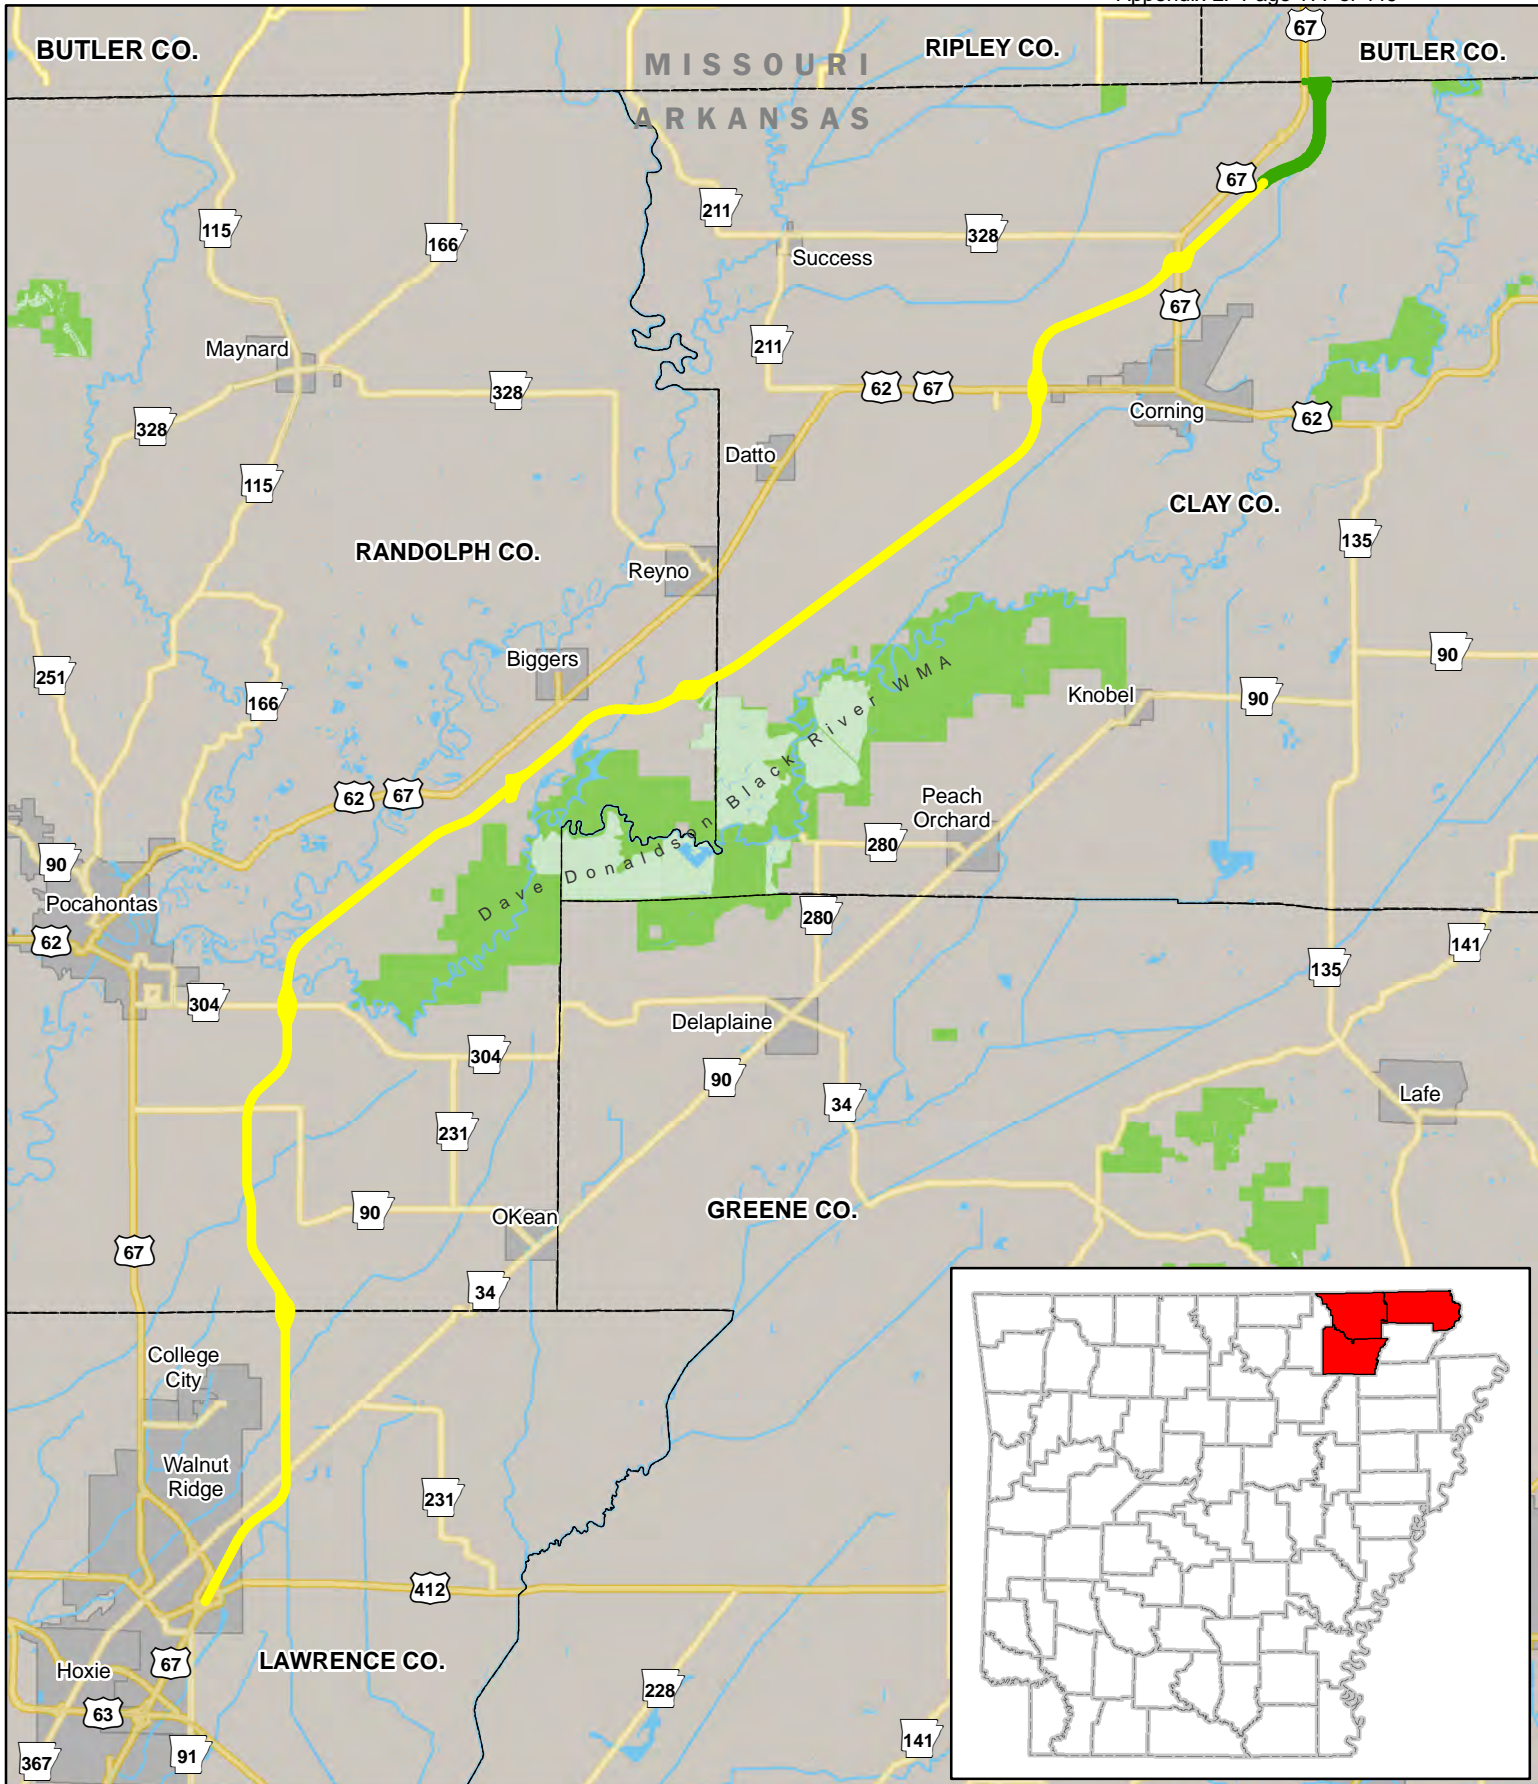 67
BUTLER CO.
MISSOURI
RIPLEY CO.
BUTLER CO.
ARKANSAS
67
211
115
166
328
Success
67
211
Maynard
328
62
67
Corning
62
328
Datto
115
CLAY CO.
135
RANDOLPH CO.
Reyno
Biggers
90
251
166
Knobel
90
Dave Donaldson Black River WMA
62
67
Peach
Orchard
280
90
Pocahontas
280
62
141
135
304
Delaplaine
304
90
34
Lafe
231
90
OKean
GREENE CO.
67
34
College
City
Walnut
Ridge
231
412
67
LAWRENCE CO.
Hoxie
228
63
141
91
367